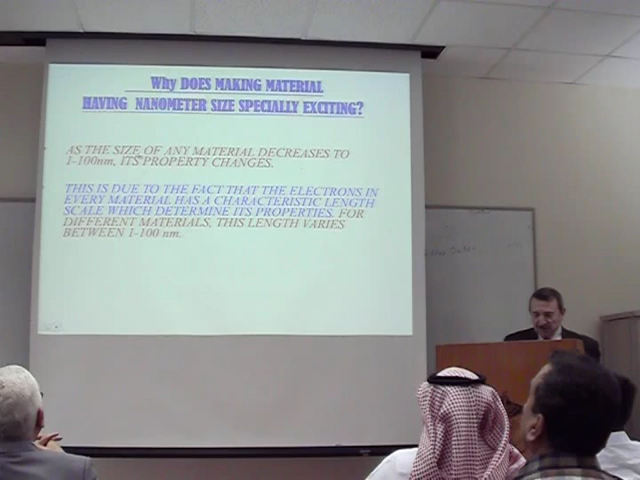 Why DOES MAKING MATERIAL
HAVING NANOMETER SIZE SPECIALLY EXCITING?
AS THE SIZE OF ANY MATERIAL DECREASES TO
1-100nm, ITS PROPERTY CHANGES.
THIS IS DUE TO THE FACT THAT THE ELECTRONS IN
EVERY MATERIAL HAS A CHARACTERISTIC LENGTH
SCALE WHICH DETERMINE ITS PROPERTIES. FOR
DIFFERENT MATERIALS, THIS LENGTH VARIES
BETWEEN 1-100 nm.